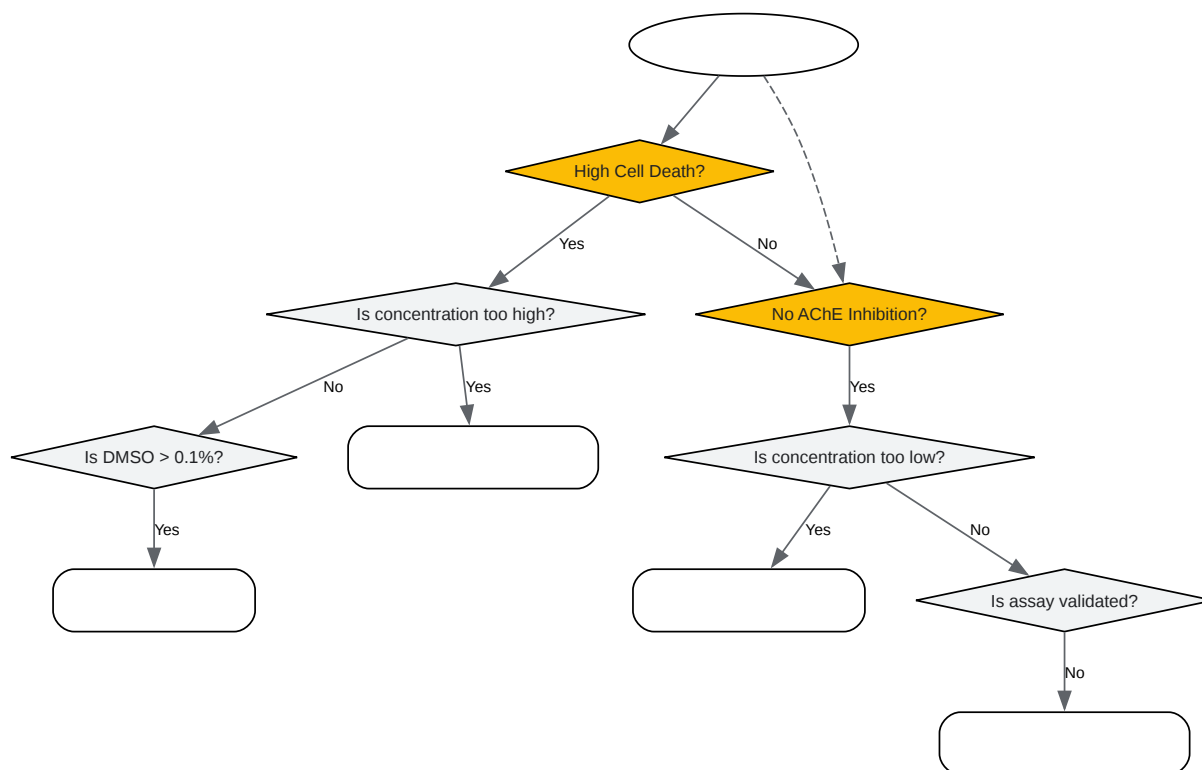 High Cell Death?
Yes
No
Is concentration too high?
No AChE Inhibition?
No
Yes
Yes
Is DMSO > 0.1%?
Is concentration too low?
Yes
Yes
No
Is assay validated?
No